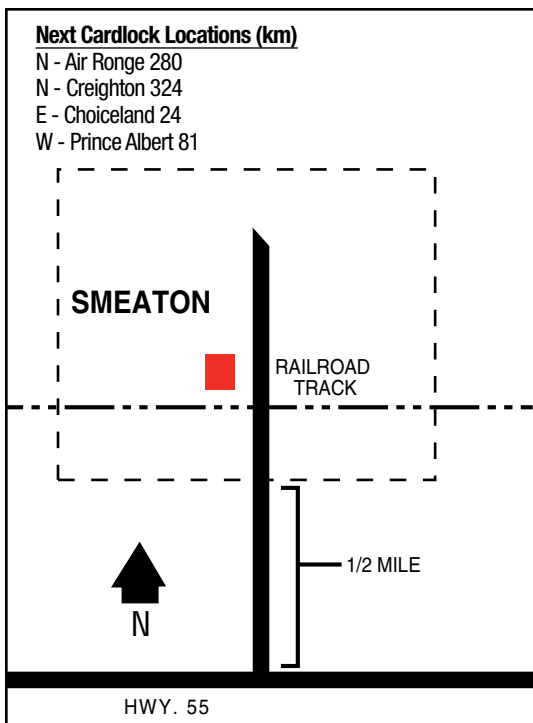 Next Cardlock Locations (km)
N - Air Ronge 280
N - Creighton 324
E - Choiceland 24
W - Prince Albert 81
SMEATON
RAILROAD
TRACK
1/2 MILE
N
HWY. 55